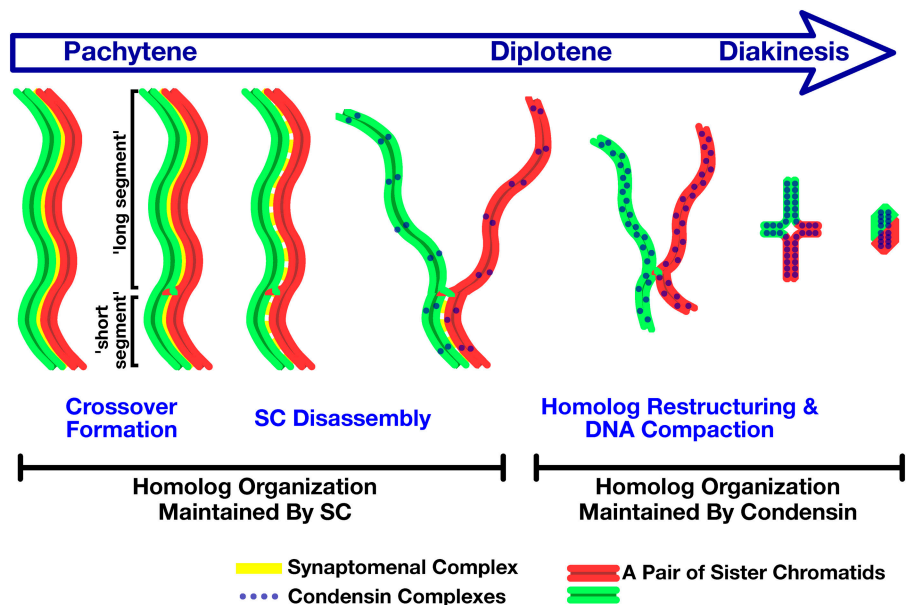 Pachytene
Diplotene
Diakinesis
'long segment'
'short
segment'
Crossover
Formation
SC Disassembly
Homolog Restructuring &
DNA Compaction
Homolog Organization
Maintained By SC
Homolog Organization
Maintained By Condensin
Synaptomenal Complex
Condensin Complexes
A Pair of Sister Chromatids